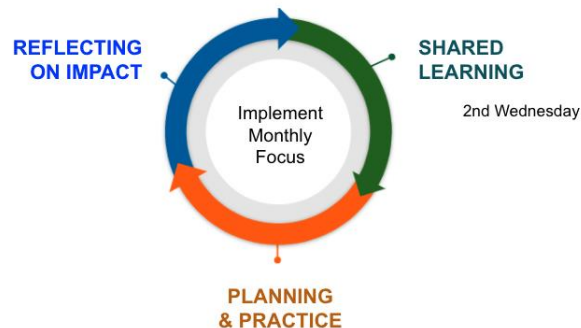 REFLECTING
ON IMPACT
SHARED
LEARNING
2nd Wednesday
Implement
Monthly
Focus
PLANNING
& PRACTICE